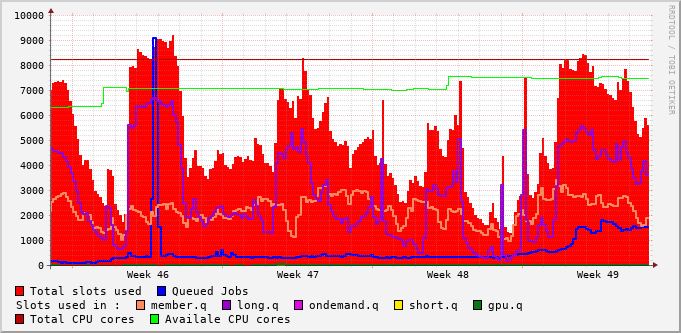 10000
9000
8000
7000
6000
5000
4000
3000
2000
1000
0
Week 46 Week 47 Week 48 Week 49
Total slots used Queued Jobs
Slots used in : member.q long.q ondemand.q short.q gpu.q
Total CPU cores Availale CPU cores
RRDTOOL / TOBI OETIKER